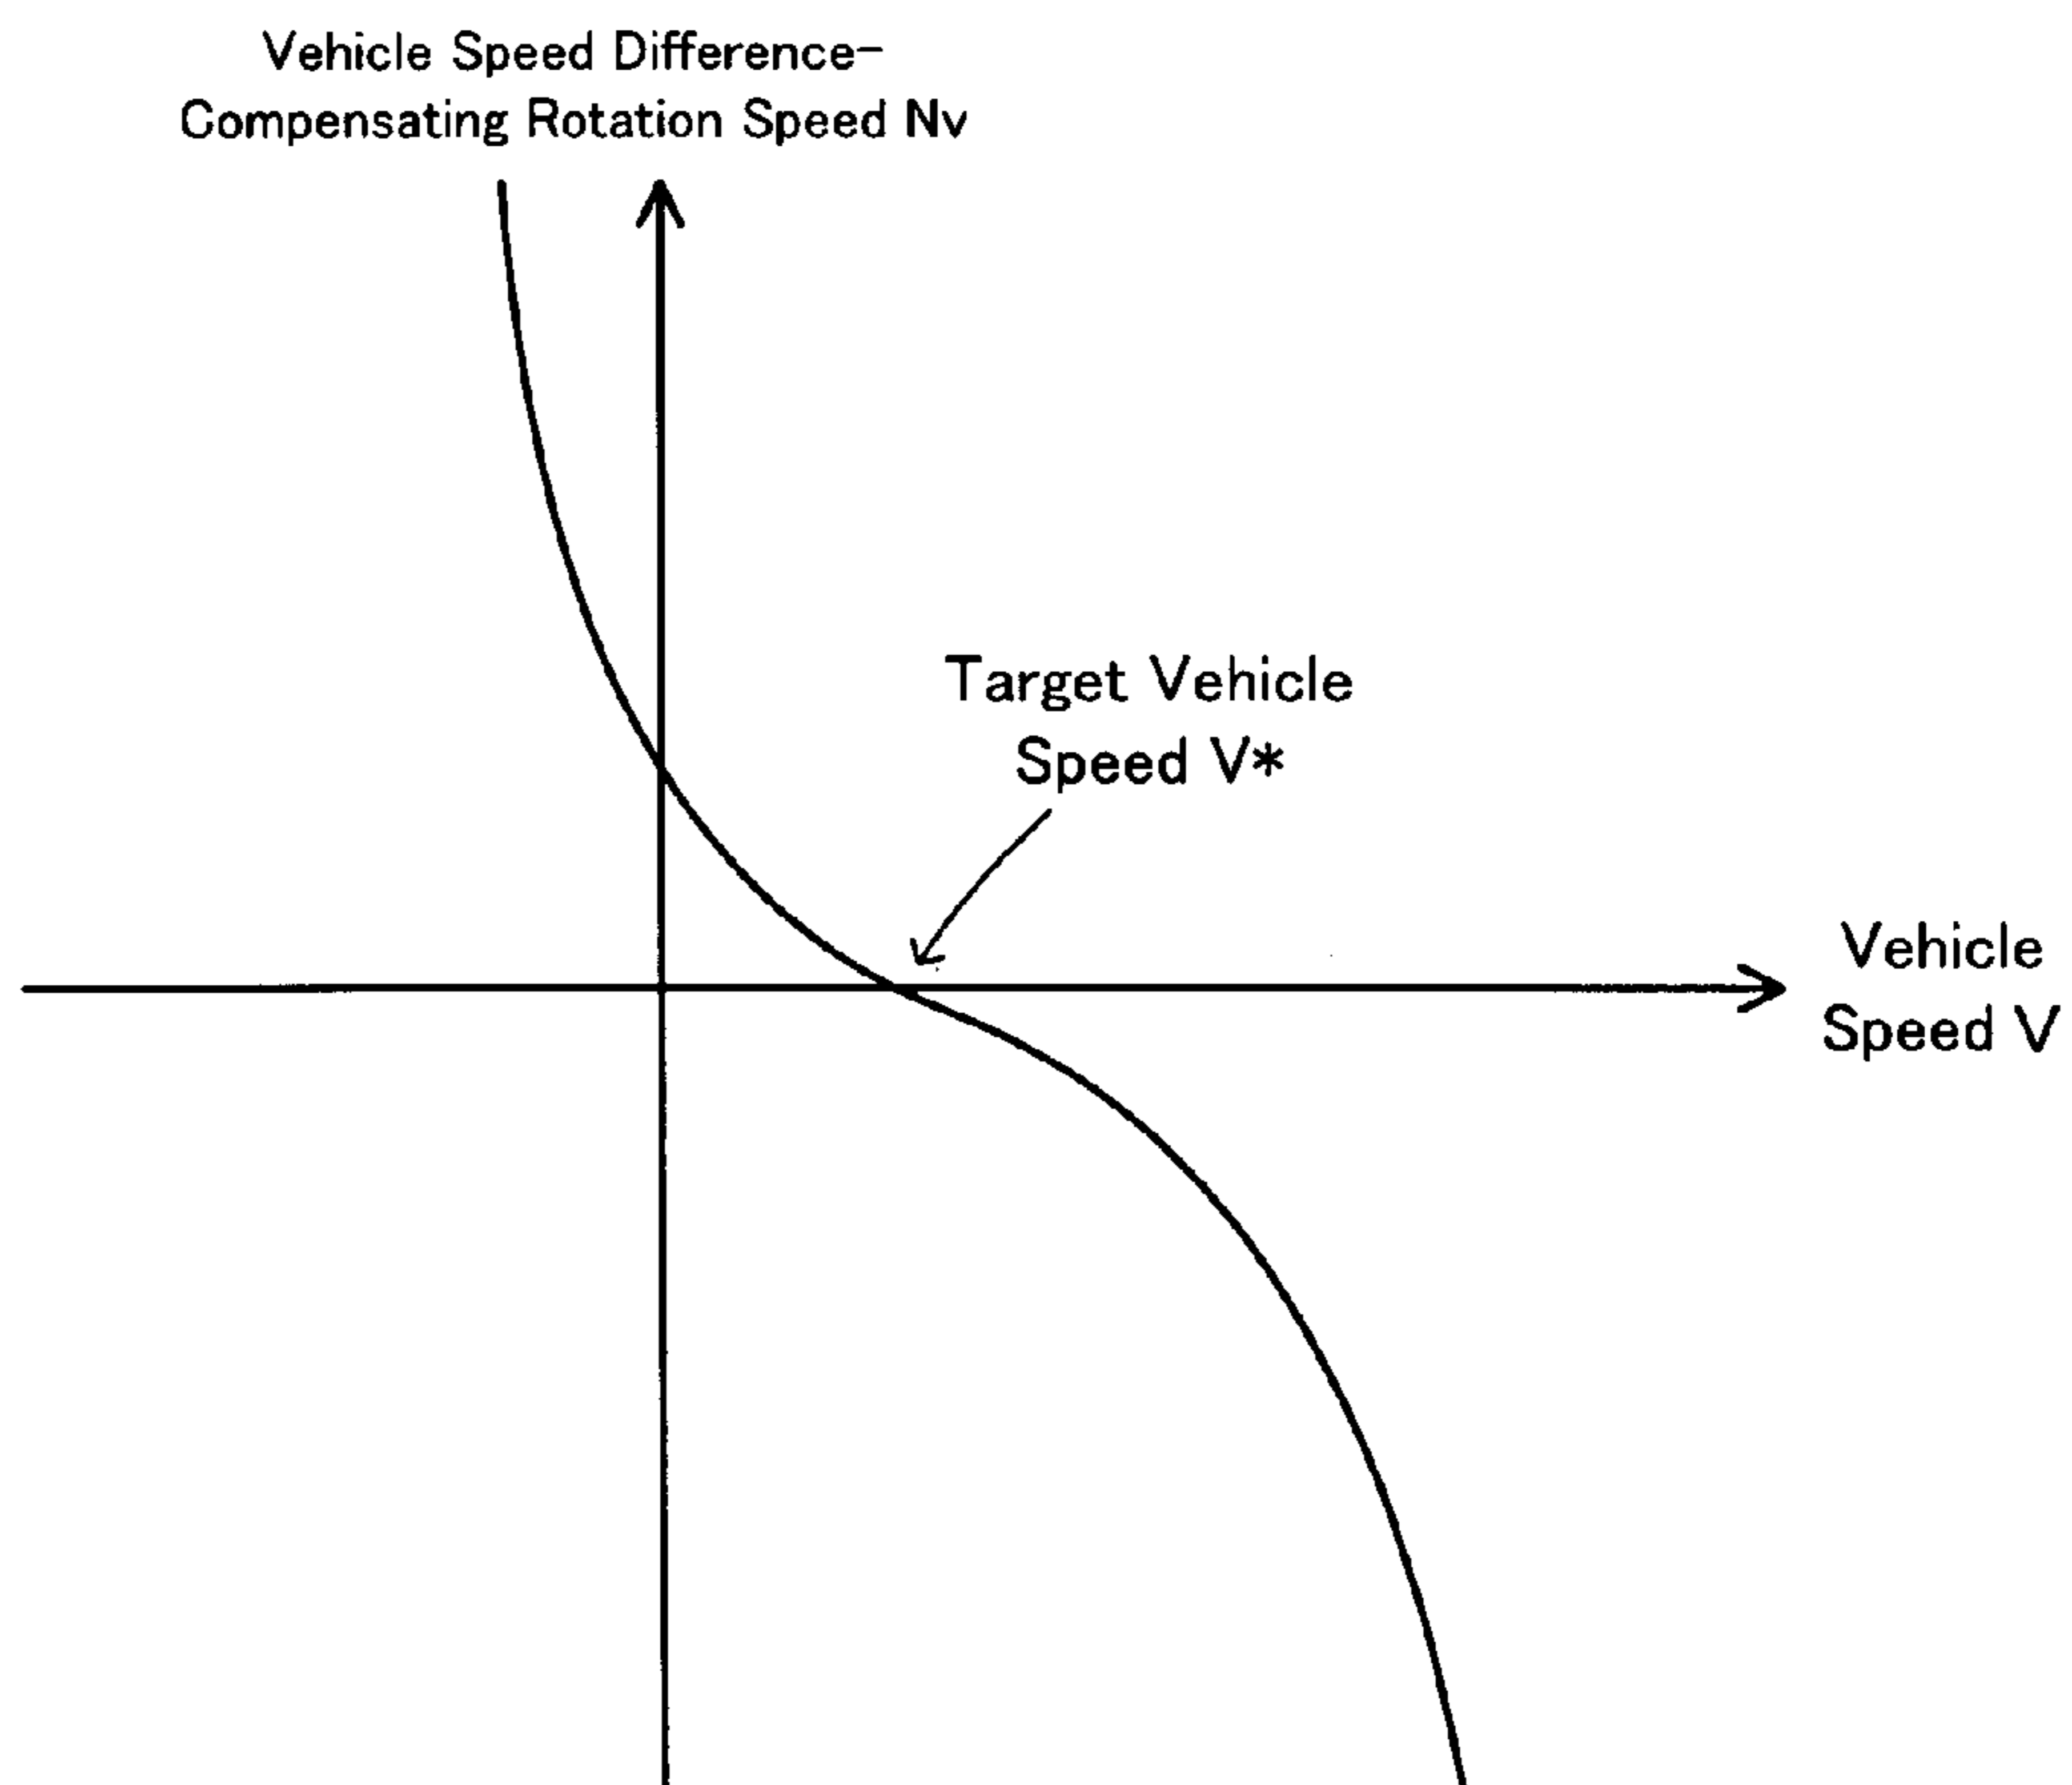 Vehicle Speed Difference-
Compensating Rotation Speed Nv
Target Vehicle
Speed V*
Vehicle
Speed V